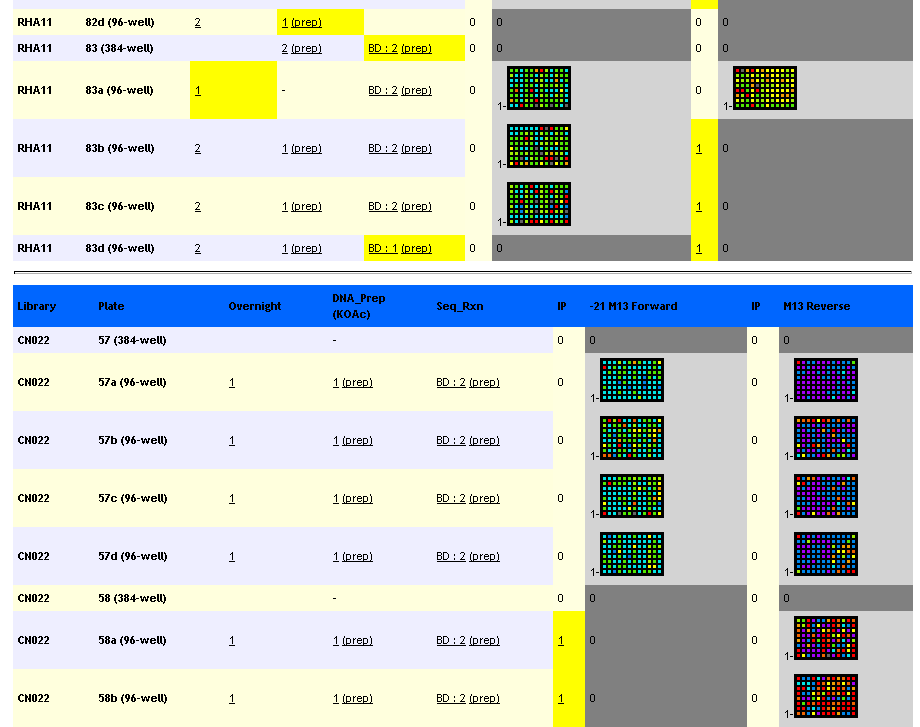 RHA11 82d (96-well) 2 1 (prep) 0 0 0 0
RHA11 83 (384-well) 2 (prep) BD : 2 (prep) 0 0 0 0
RHA11 83a (96-well) 1 - BD : 2 (prep) 0 1- 0 1-
RHA11 83b (96-well) 2 1 (prep) BD : 2 (prep) 0 1- 1 0
RHA11 83c (96-well) 2 1 (prep) BD : 2 (prep) 0 1- 1 0
RHA11 83d (96-well) 2 1 (prep) BD : 1 (prep) 0 0 1 0
Library Plate Overnight DNA_Prep (KOAc) Seq_Rxn IP -21 M13 Forward IP M13 Reverse
CN022 57 (384-well) - 0 0 0 0
CN022 57a (96-well) 1 1 (prep) BD : 2 (prep) 0 1- 0 1-
CN022 57b (96-well) 1 1 (prep) BD : 2 (prep) 0 1- 0 1-
CN022 57c (96-well) 1 1 (prep) BD : 2 (prep) 0 1- 0 1-
CN022 57d (96-well) 1 1 (prep) BD : 2 (prep) 0 1- 0 1-
CN022 58 (384-well) - 0 0 0 0
CN022 58a (96-well) 1 1 (prep) BD : 2 (prep) 1 0 0 1-
CN022 58b (96-well) 1 1 (prep) BD : 2 (prep) 1 0 0 1-